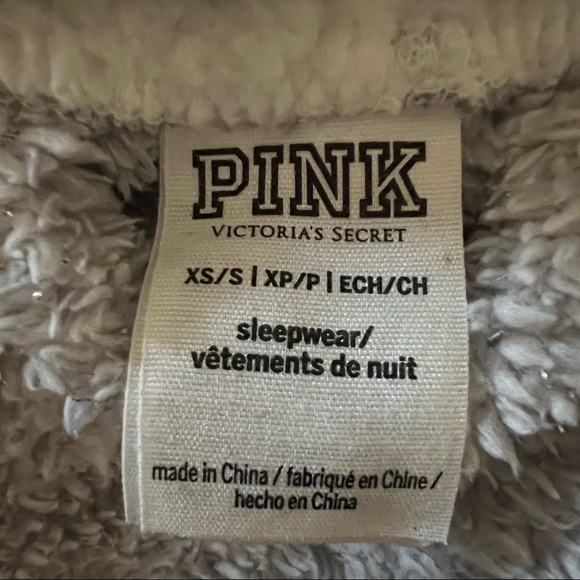 PINK
VICTORIA'S SECRET
XS/S | XP/P | ECH/CH
sleepwear/
vêtements de nuit
made in China / fabriqué en Chine /
hecho en China